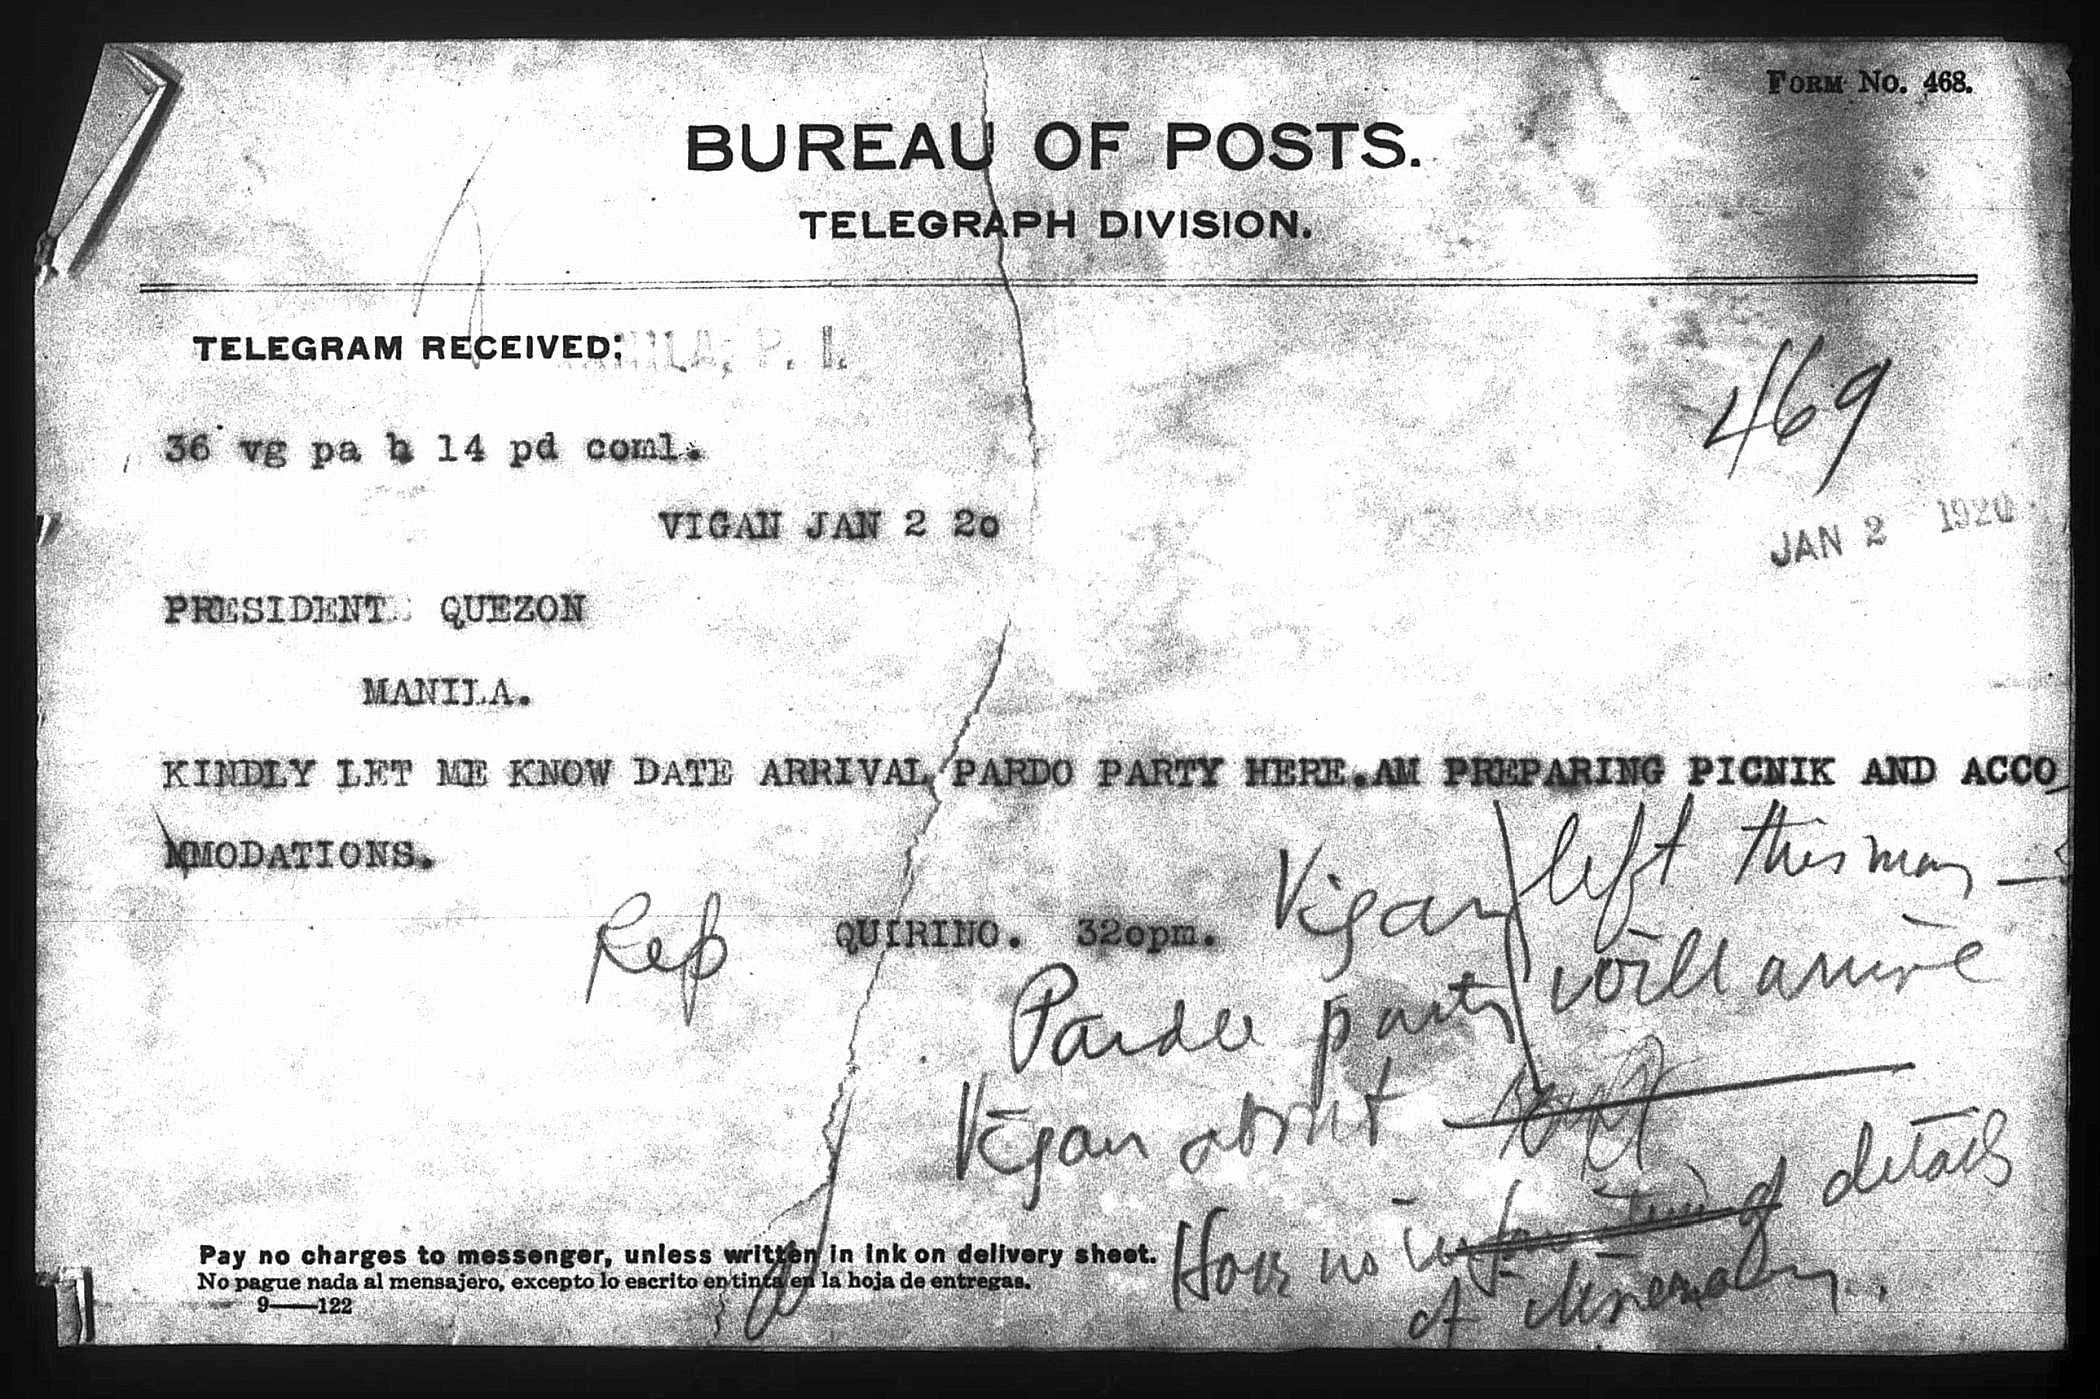 FORM NO. 468.
BUREAU OF POSTS.
TELEGRAPH DIVISION.
TELEGRAM RECEIVED:
MANILA, P. I.
469
36 vg pa h 14 pd coml.
VIGAN JAN 2 20
JAN 2 1920
PRESIDENT QUEZON
MANILA.
KINDLY LET ME KNOW DATE ARRIVAL PARDO PARTY HERE.AM PREPARING PICNIK AND ACCO
MMODATIONS.
Rep
QUIRINO. 32opm.
Vigan left this
Pardo party will arrive
Vigan about
Have no details
of itinerary.
Pay no charges to messenger, unless written in ink on delivery sheet.
No pague nada al mensajero, excepto lo escrito en tinta en la hoja de entregas.
9——122